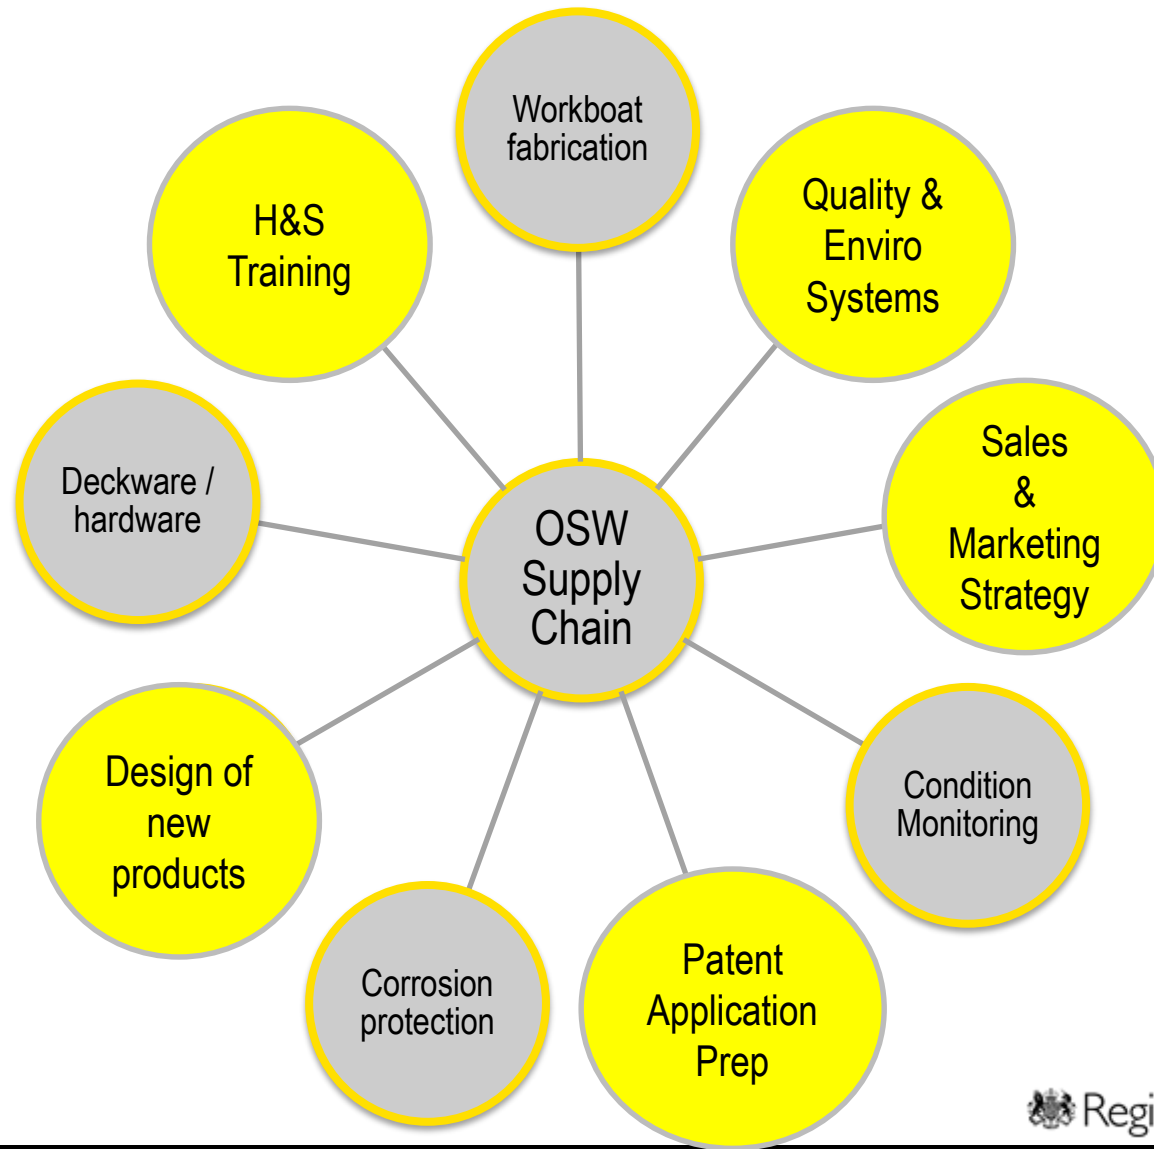 Workboat
fabrication
H&S
Training
Quality &
Enviro
Systems
Deckware /
hardware
Sales
&
Marketing
Strategy
OSW
Supply
Chain
Design of
new
products
Condition
Monitoring
Corrosion
protection
Patent
Application
Prep
Regi